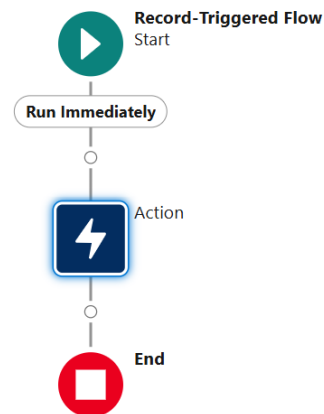 Record-Triggered Flow
Start
Run Immediately
Action
End